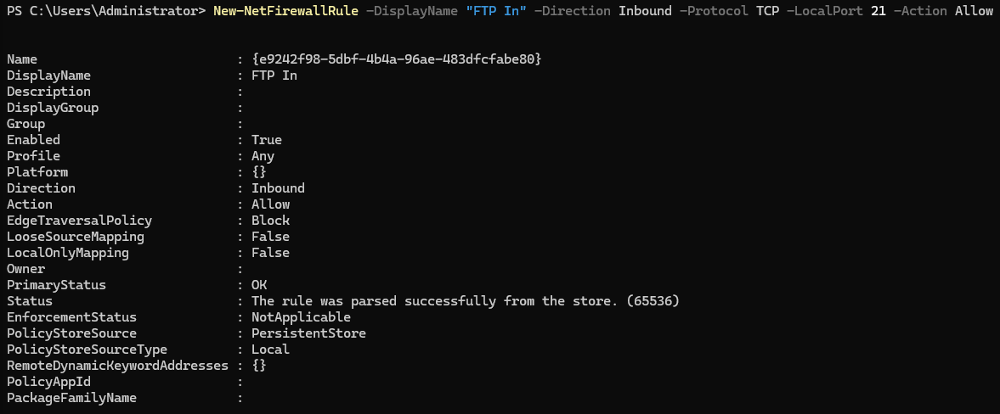 PS C:\Users\Administrator> New-NetFirewallRule -DisplayName "FTP In" -Direction Inbound -Protocol TCP -LocalPort 21 -Action Allow
Name                          : {e9242f98-5dbf-4b4a-96ae-483dfcfabe80}
DisplayName                   : FTP In
Description                   :
DisplayGroup                  :
Group                         :
Enabled                       : True
Profile                       : Any
Platform                      : {}
Direction                     : Inbound
Action                        : Allow
EdgeTraversalPolicy           : Block
LooseSourceMapping            : False
LocalOnlyMapping              : False
Owner                         :
PrimaryStatus                 : OK
Status                        : The rule was parsed successfully from the store. (65536)
EnforcementStatus             : NotApplicable
PolicyStoreSource             : PersistentStore
PolicyStoreSourceType         : Local
RemoteDynamicKeywordAddresses : {}
PolicyAppId                   :
PackageFamilyName             :